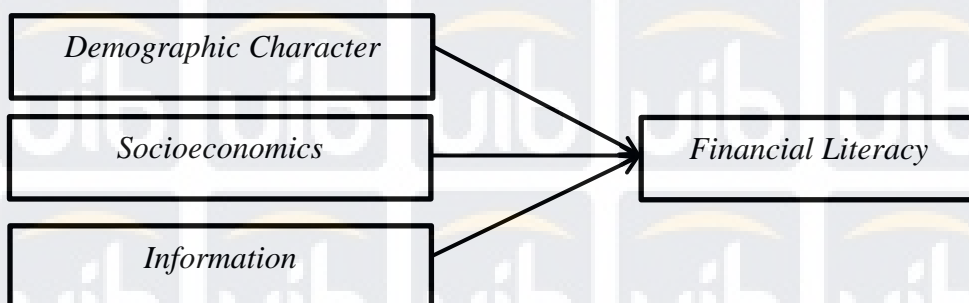 Demographic Character
Socioeconomics
Financial Literacy
Information